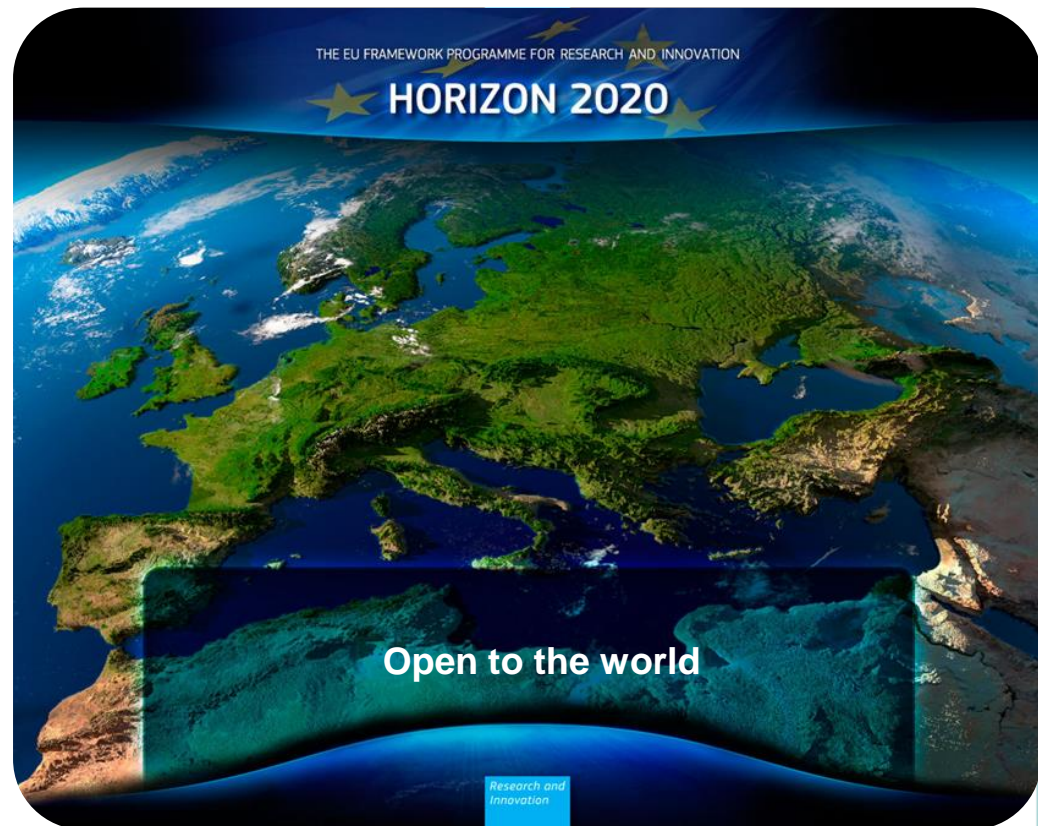 THE EU FRAMEWORK PROGRAMME FOR RESEARCH AND INNOVATION
HORIZON 2020
Open to the world
Research and
Innovation